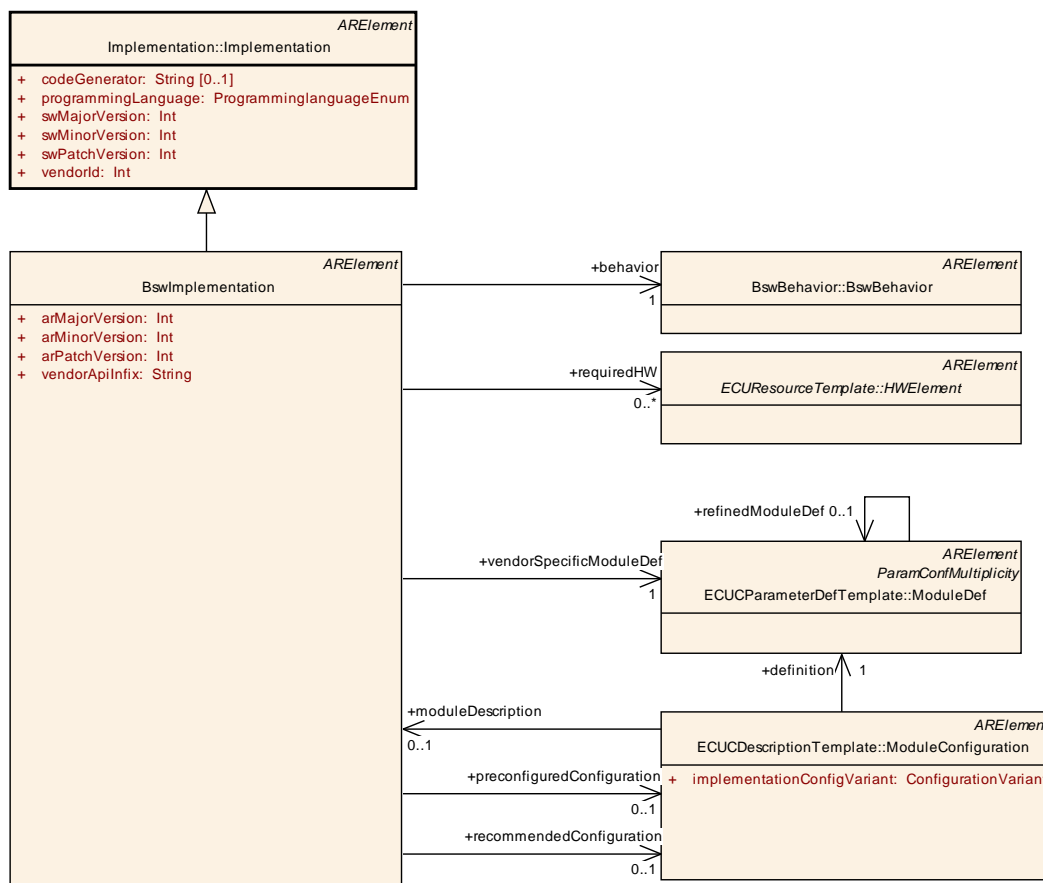 ARElement
Implementation::Implementation
+ codeGenerator: String [0..1]
+ programmingLanguage: ProgramminglanguageEnum
+ swMajorVersion: Int
+ swMinorVersion: Int
+ swPatchVersion: Int
+ vendorId: Int
ARElement
BswImplementation
+ arMajorVersion: Int
+ arMinorVersion: Int
+ arPatchVersion: Int
+ vendorApiInfix: String
+behavior
1
ARElement
BswBehavior::BswBehavior
+requiredHW
0..*
ARElement
ECUResourceTemplate::HWElement
+refinedModuleDef 0..1
+vendorSpecificModuleDef
1
ARElement
ParamConfMultiplicity
ECUCParameterDefTemplate::ModuleDef
+definition 1
+moduleDescription
0..1
ARElement
ECUCDescriptionTemplate::ModuleConfiguration
+ implementationConfigVariant: ConfigurationVariant
+preconfiguredConfiguration
0..1
+recommendedConfiguration
0..1